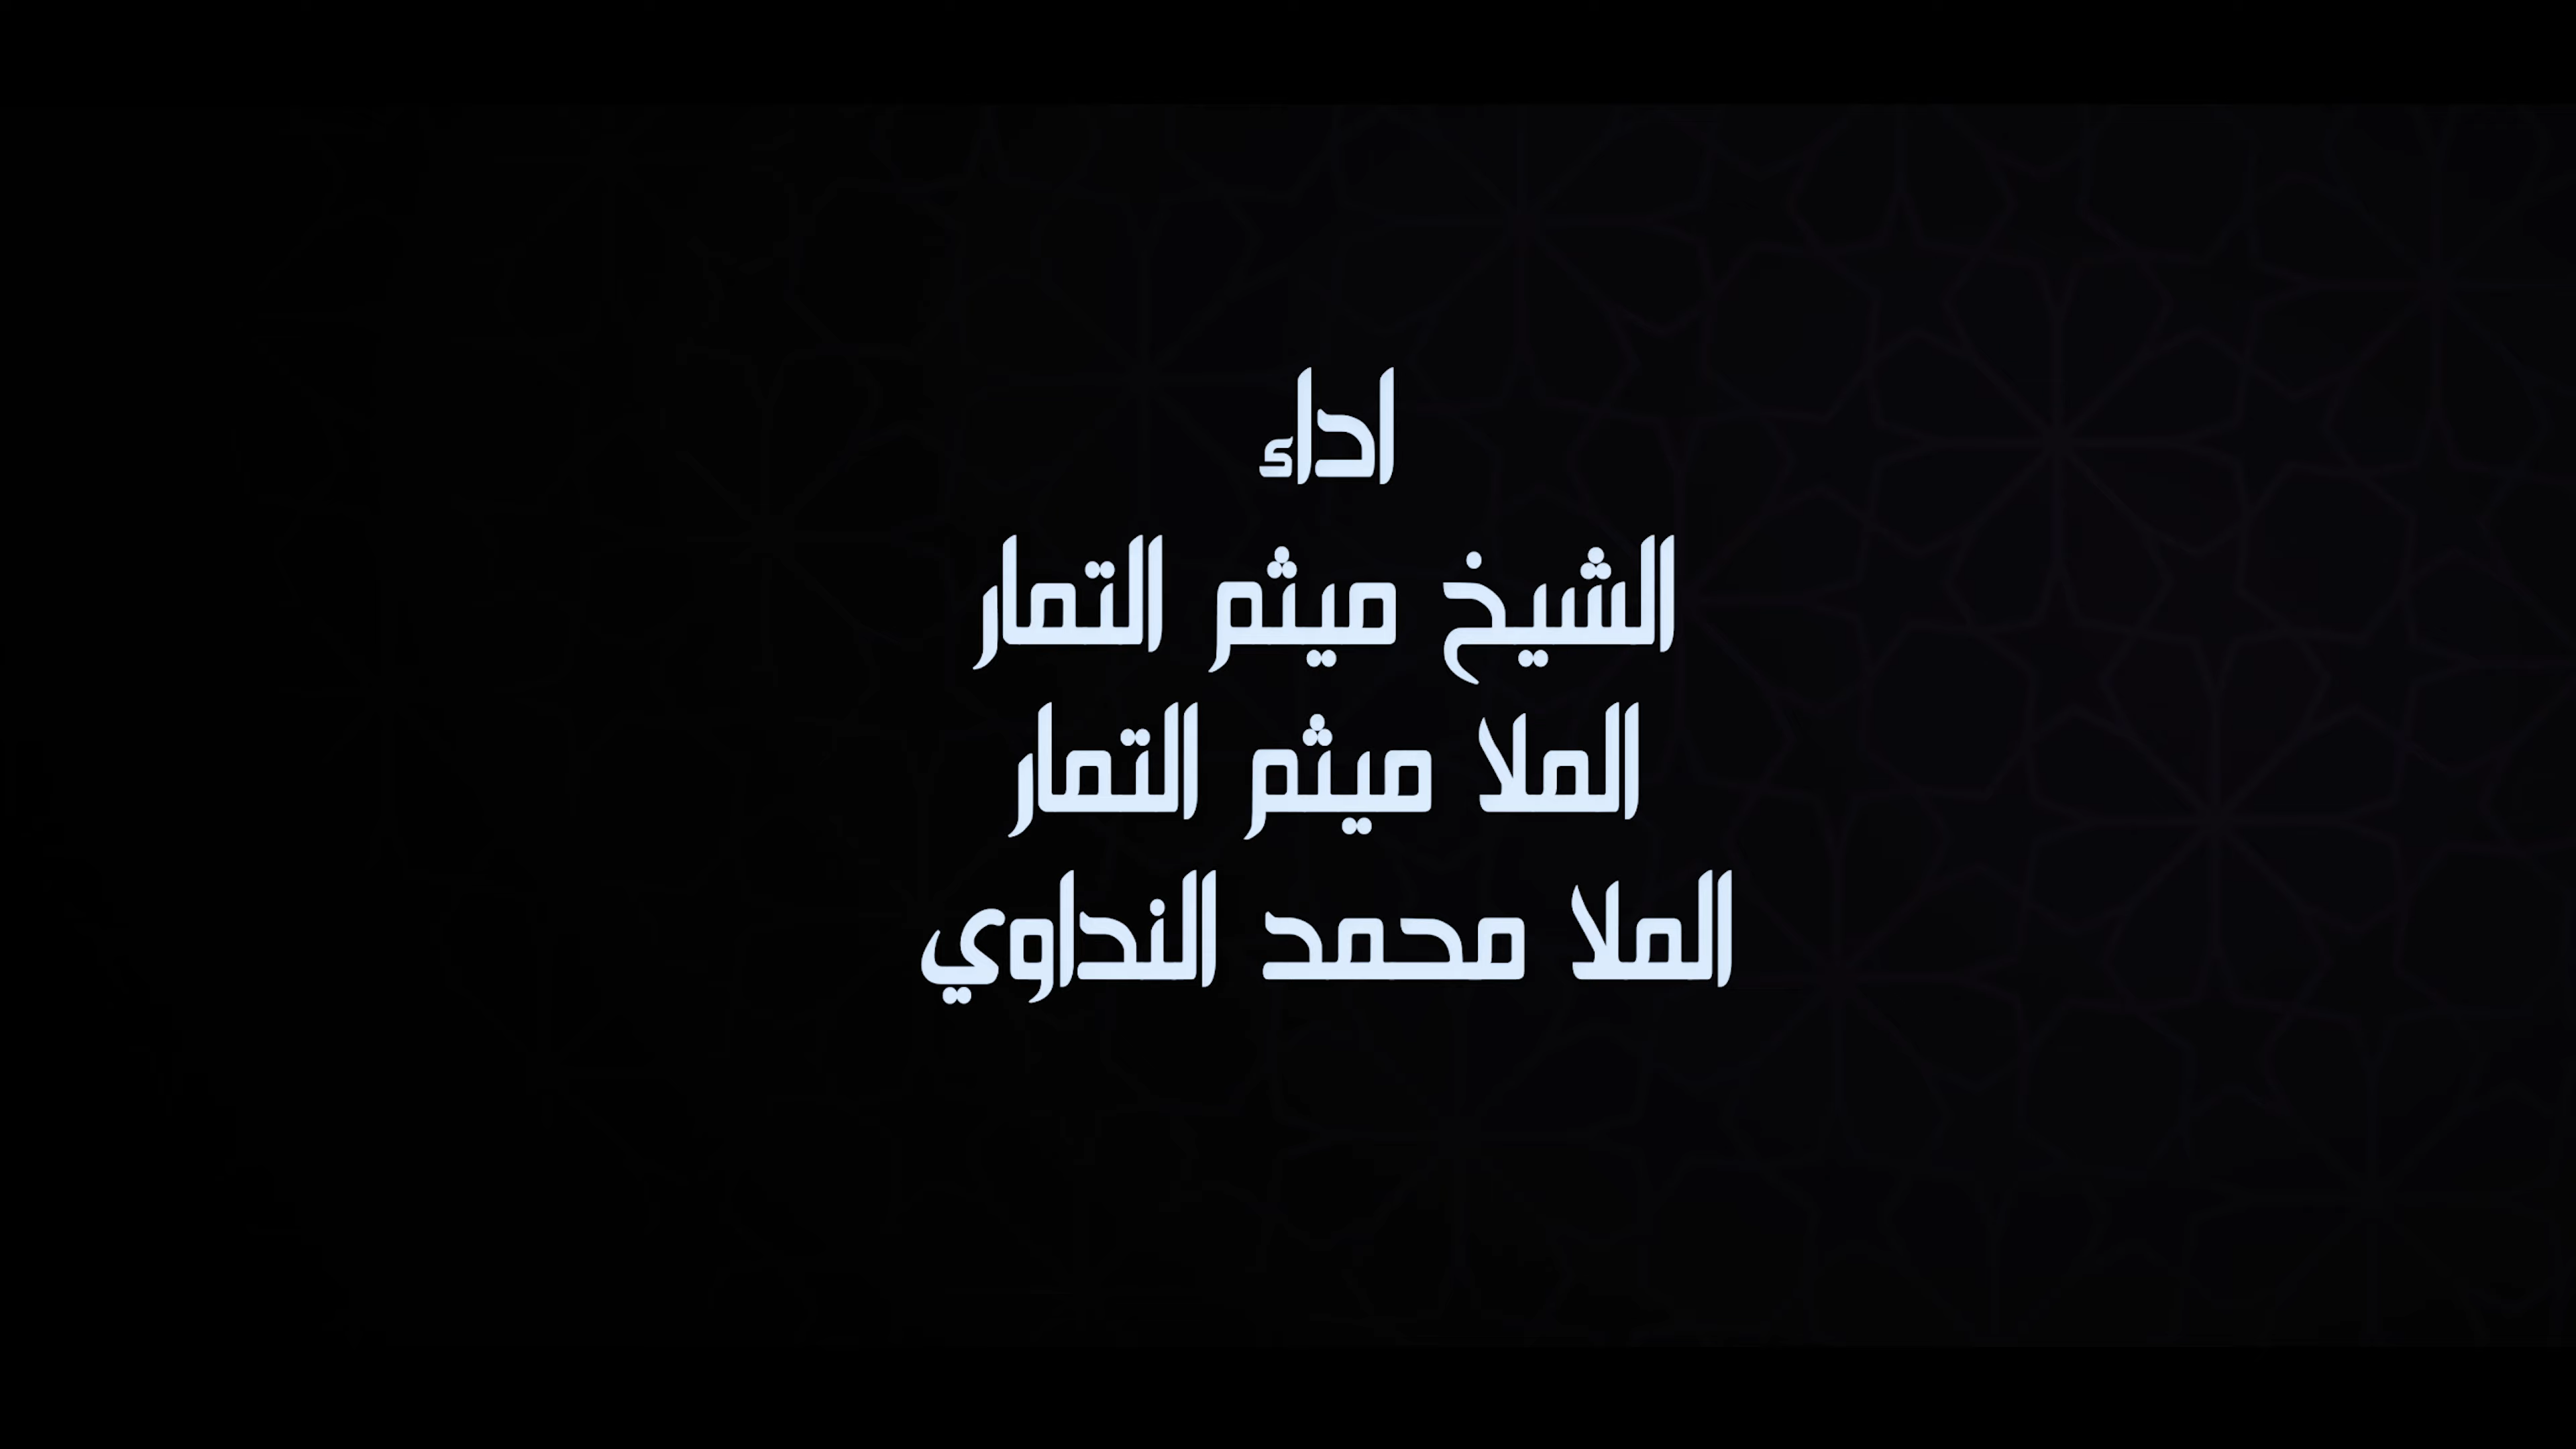 اداء
الشيخ ميثم التمار
الملا ميثم التمار
الملا محمد النداوي